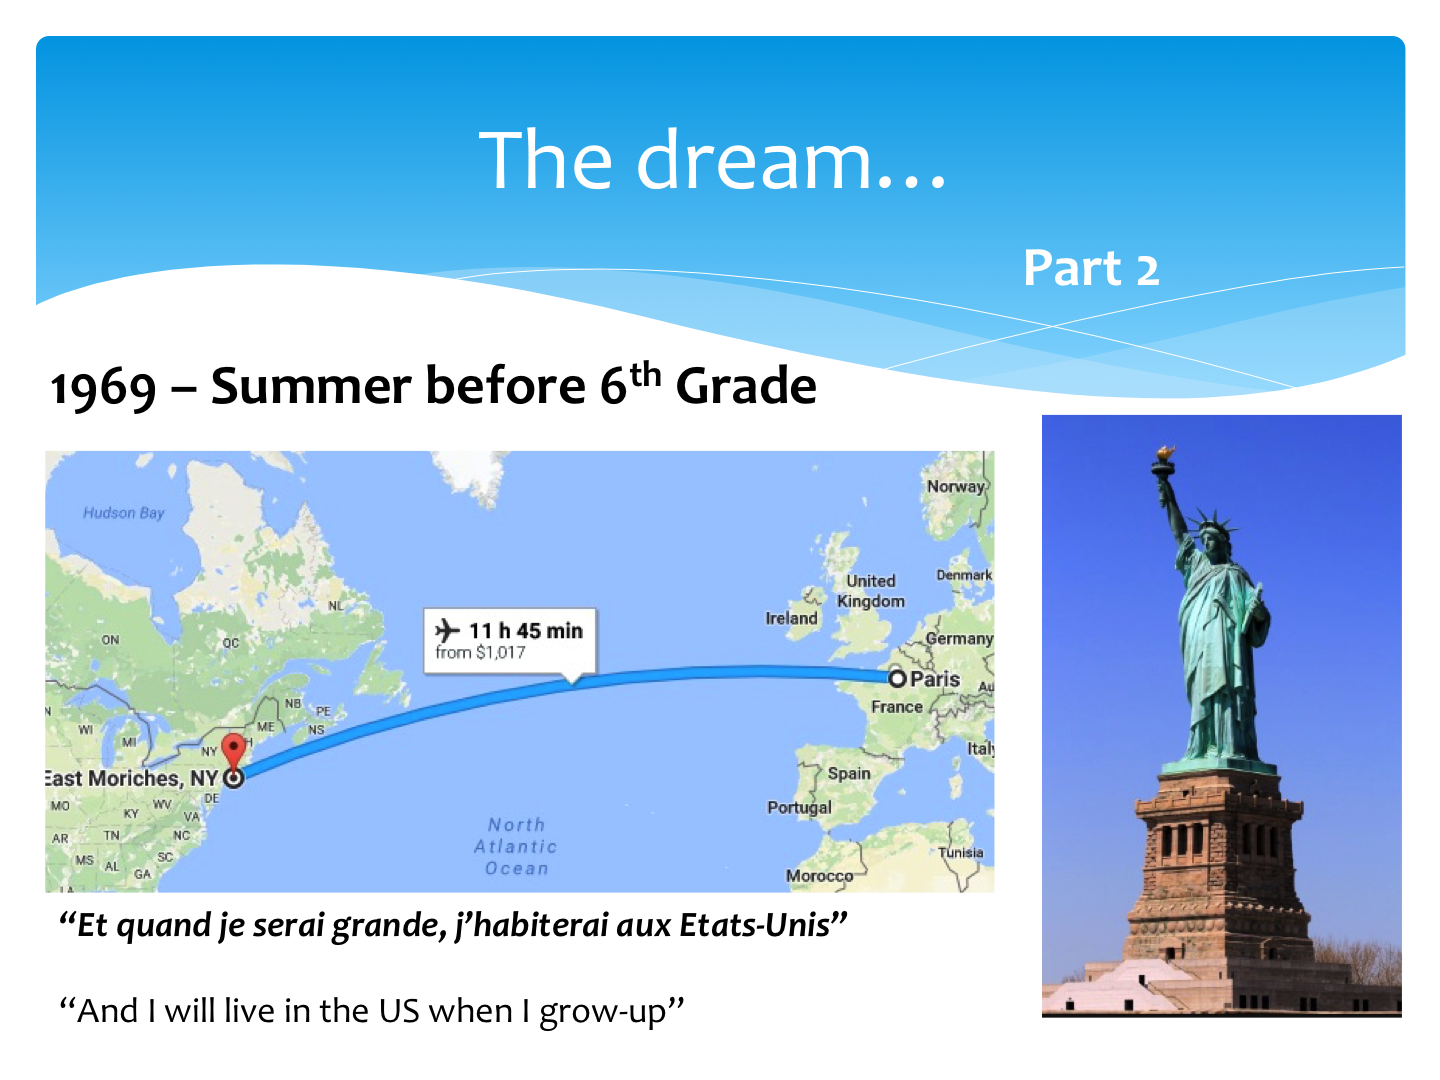 The dream…
Part 2
1969 – Summer before 6th Grade
Hudson Bay
Norway
Denmark
United
Kingdom
Ireland
NL
ON
QC
11 h 45 min
from $1,017
Germany
Paris
Au
France
NB
PE
ME
NS
N
WI
MI
NY
H
Italy
East Moriches, NY
Spain
DE
MO
WV
KY
VA
Portugal
AR
TN
NC
North
Atlantic
Ocean
MS
AL
SC
GA
Tunisia
Morocco
LA
“Et quand je serai grande, j’habiterai aux Etats-Unis”
“And I will live in the US when I grow-up”